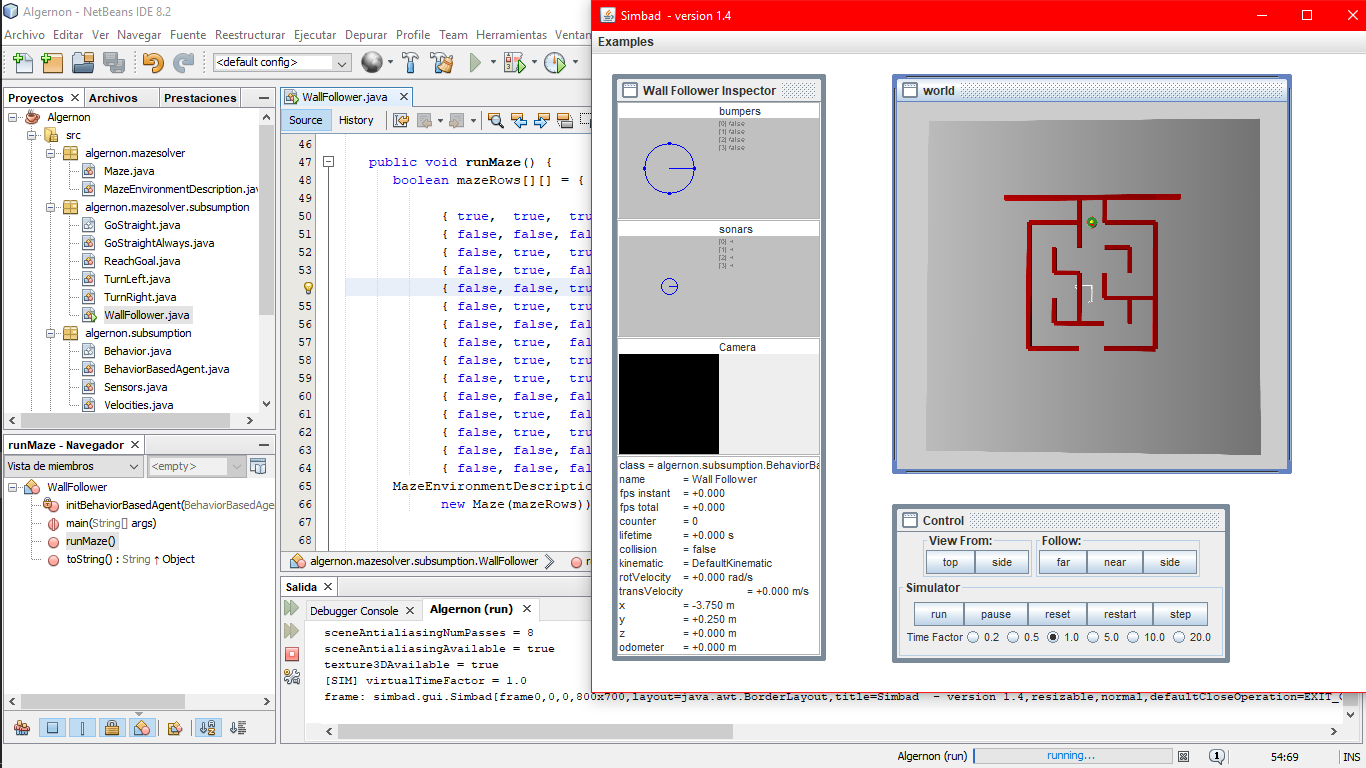 Algernon - NetBeans IDE 8.2
Archivo Editar Ver Navegar Fuente Reestructurar Ejecutar Depurar Profile Team Herramientas Ventan
<default config>
Proyectos
Archivos
Prestaciones
Algernon
src
algernon.mazesolver
Maze.java
MazeEnvironmentDescription.java
algernon.mazesolver.subsumption
GoStraight.java
GoStraightAlways.java
ReachGoal.java
TurnLeft.java
TurnRight.java
WallFollower.java
algernon.subsumption
Behavior.java
BehaviorBasedAgent.java
Sensors.java
Velocities.java
runMaze - Navegador
Vista de miembros
<empty>
WallFollower
initBehaviorBasedAgent(BehaviorBasedAge
main(String[] args)
runMaze()
toString() : String ↑ Object
WallFollower.java
Source
History
46
47 public void runMaze() {
48 boolean mazeRows[][] = {
49
50 { true, true, tru
51 { false, false, fal
52 { false, true, tru
53 { false, true, fal
{ false, false, tru
55 { false, true, fal
56 { false, false, fal
57 { false, true, tru
58 { false, true, fal
59 { false, true, fal
60 { false, false, fal
61 { false, true, fal
62 { false, true, tru
63 { false, false, fal
64 { false, false, fal
65 MazeEnvironmentDescriptio
66 new Maze(mazeRows))
67
68
algernon.mazesolver.subsumption.WallFollower
Salida
Debugger Console
Algernon (run)
sceneAntialiasingNumPasses = 8
sceneAntialiasingAvailable = true
texture3DAvailable = true
[SIM] virtualTimeFactor = 1.0
frame: simbad.gui.Simbad[frame0,0,0,800x700,layout=java.awt.BorderLayout,title=Simbad - version 1.4,resizable,normal,defaultCloseOperation=EXIT_
Algernon (run)
running...
54:69
INS
Simbad - version 1.4
Examples
Wall Follower Inspector
bumpers
[0] false
[1] false
[2] false
[3] false
sonars
[0]
[1]
[2]
[3]
Camera
class = algernon.subsumption.BehaviorBa
name = Wall Follower
fps instant = +0.000
fps total = +0.000
counter = 0
lifetime = +0.000 s
collision = false
kinematic = DefaultKinematic
rotVelocity = +0.000 rad/s
transVelocity = +0.000 m/s
x = -3.750 m
y = +0.250 m
z = +0.000 m
odometer = +0.000 m
world
Control
View From:
top
side
Follow:
far
near
side
Simulator
run
pause
reset
restart
step
Time Factor 0.2 0.5 1.0 5.0 10.0 20.0